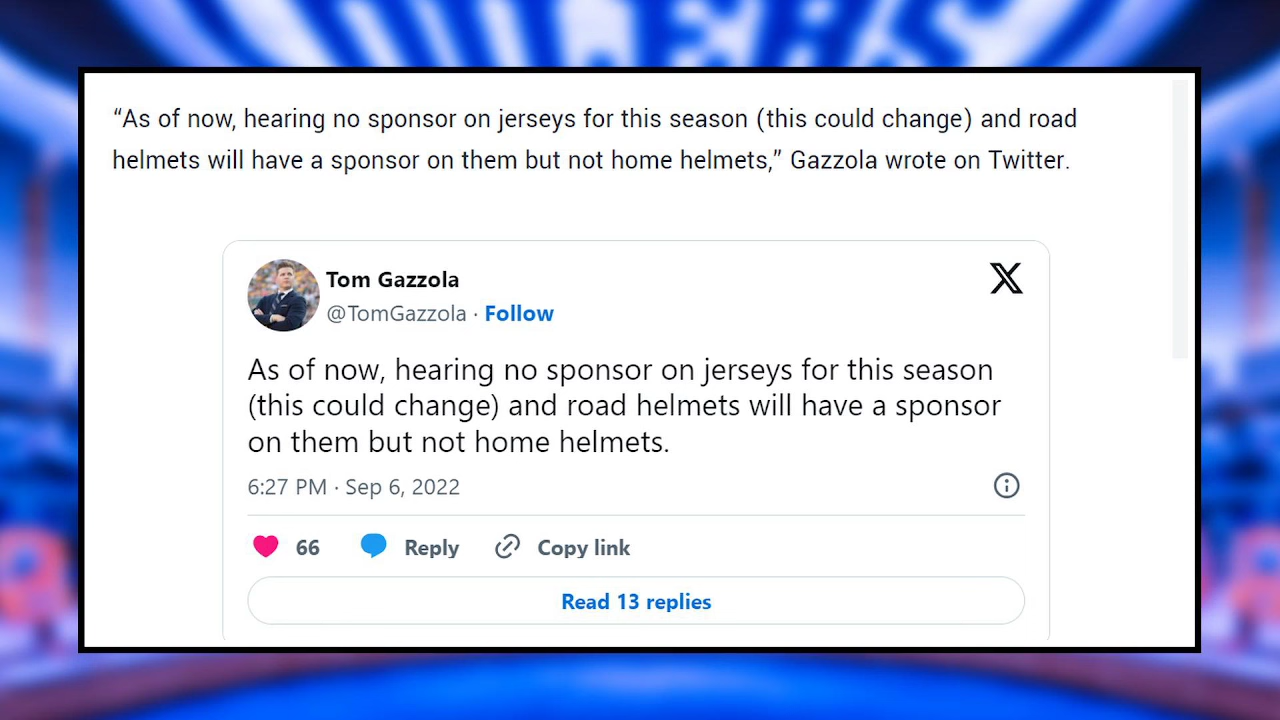 “As of now, hearing no sponsor on jerseys for this season (this could change) and road
helmets will have a sponsor on them but not home helmets,” Gazzola wrote on Twitter.
Tom Gazzola
@TomGazzola · Follow
As of now, hearing no sponsor on jerseys for this season
(this could change) and road helmets will have a sponsor
on them but not home helmets.
6:27 PM · Sep 6, 2022
66 Reply Copy link
Read 13 replies